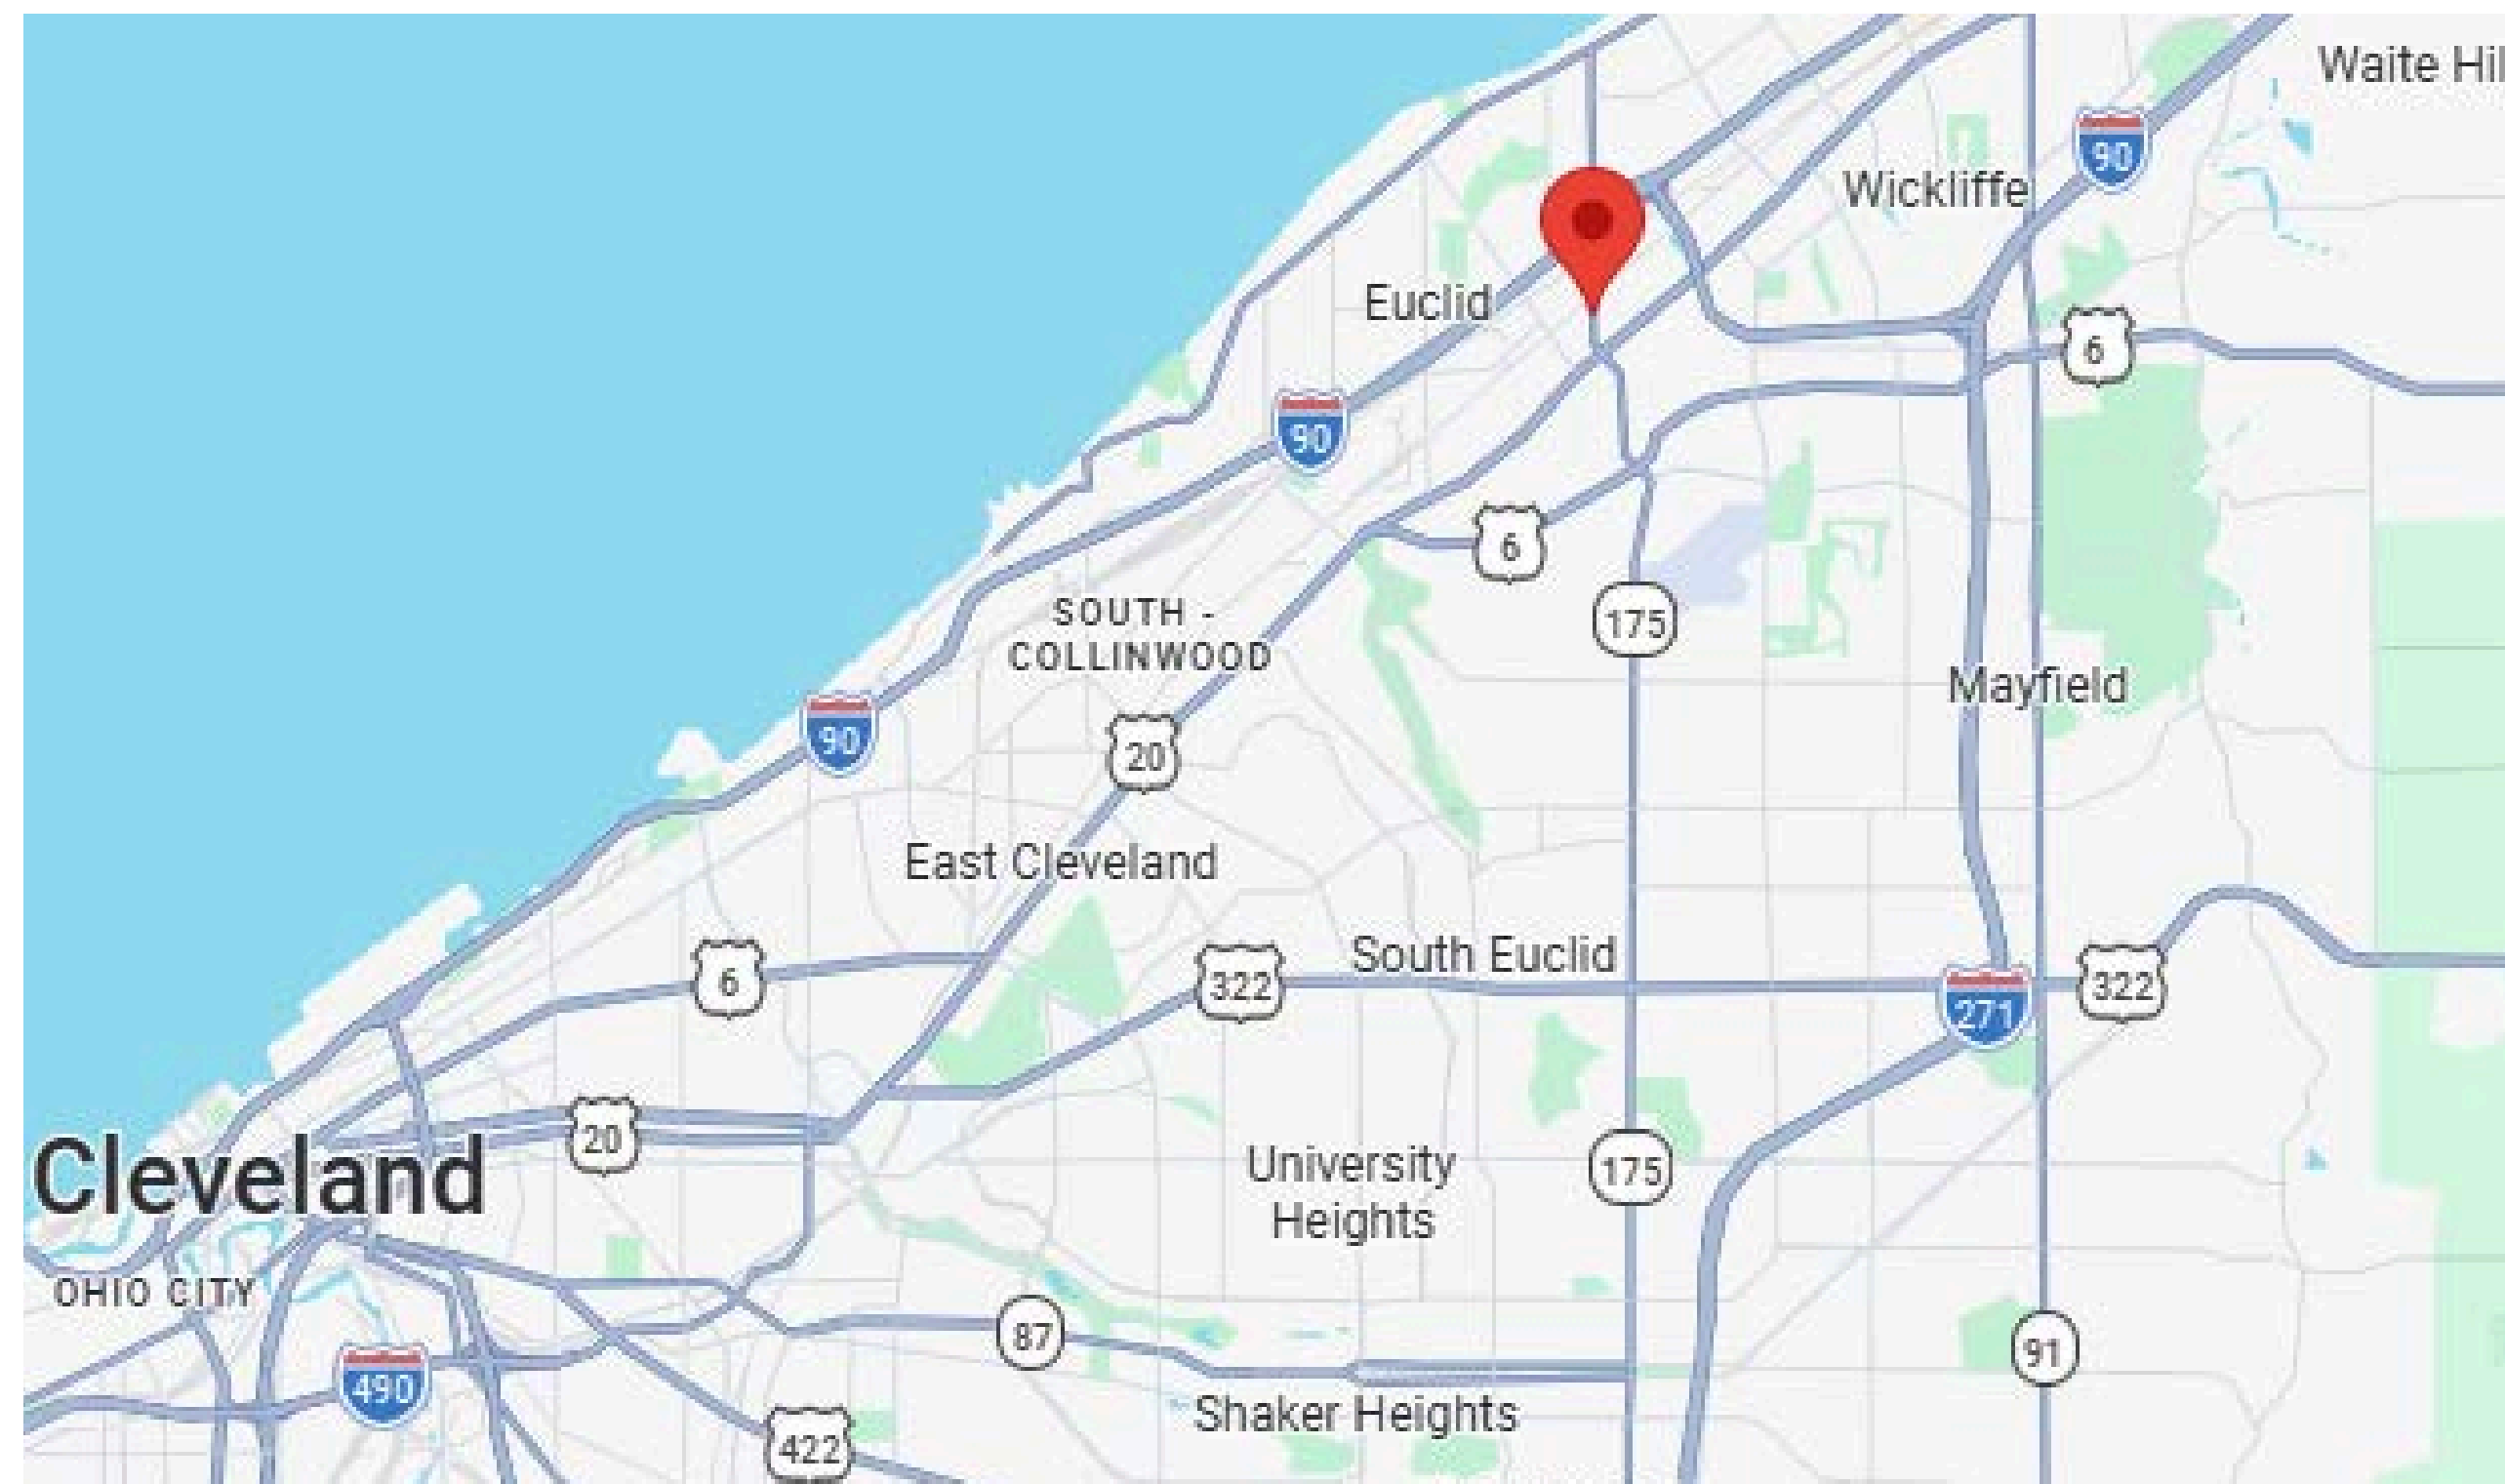 Waite Hil
90
Wickliffe
Euclid
6
90
6
SOUTH -
COLLINWOOD
175
Mayfield
90
20
East Cleveland
South Euclid
6
322
322
271
20
Cleveland
University
Heights
175
OHIO CITY
87
91
490
Shaker Heights
422